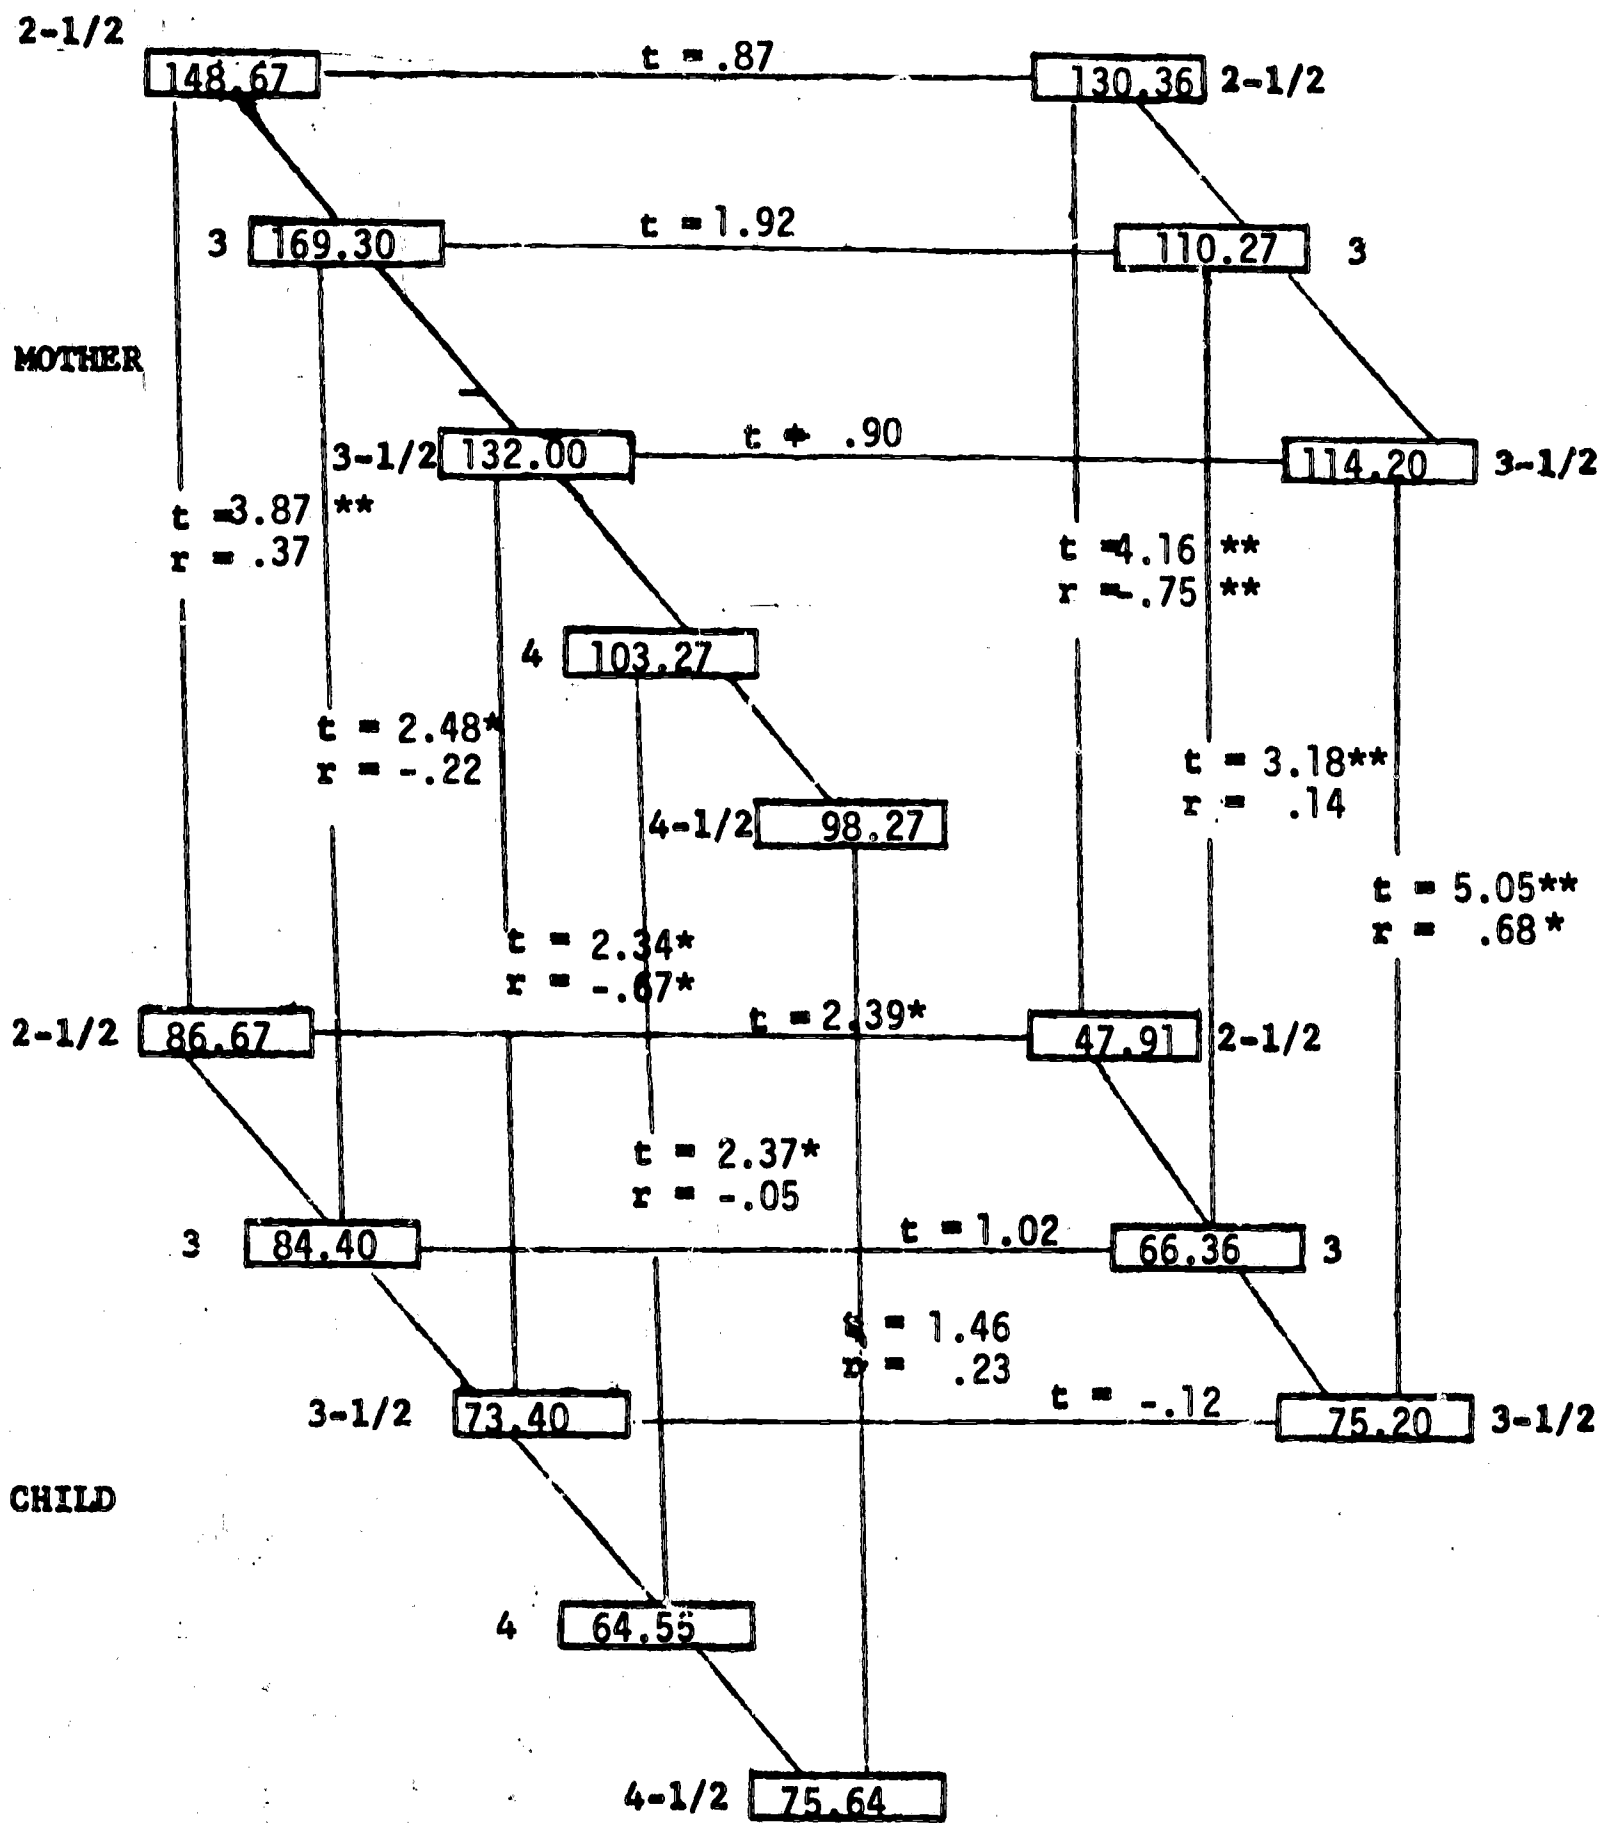 2-1/2
148.67 t = .87 130.36 2-1/2
3 169.30 t = 1.92 110.27 3
MOTHER
3-1/2 132.00 t = .90 114.20 3-1/2
t = 3.87 **
r = .37
t = 4.16 **
r = -.75 **
4 103.27
t = 2.48*
r = -.22
t = 3.18**
r = .14
4-1/2 98.27
t = 5.05**
r = .68*
t = 2.34*
r = -.67*
2-1/2 86.67 t = 2.39* 47.91 2-1/2
t = 2.37*
r = -.05
3 84.40 t = 1.02 66.36 3
= 1.46
r = .23
3-1/2 73.40 t = -.12 75.20 3-1/2
CHILD
4 64.55
4-1/2 75.64